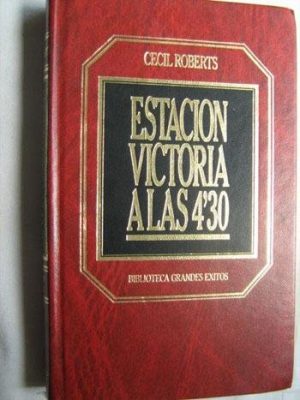 CECIL ROBERTS
ESTACION
VICTORIA
A LAS 4'30
BIBLIOTECA GRANDES EXITOS